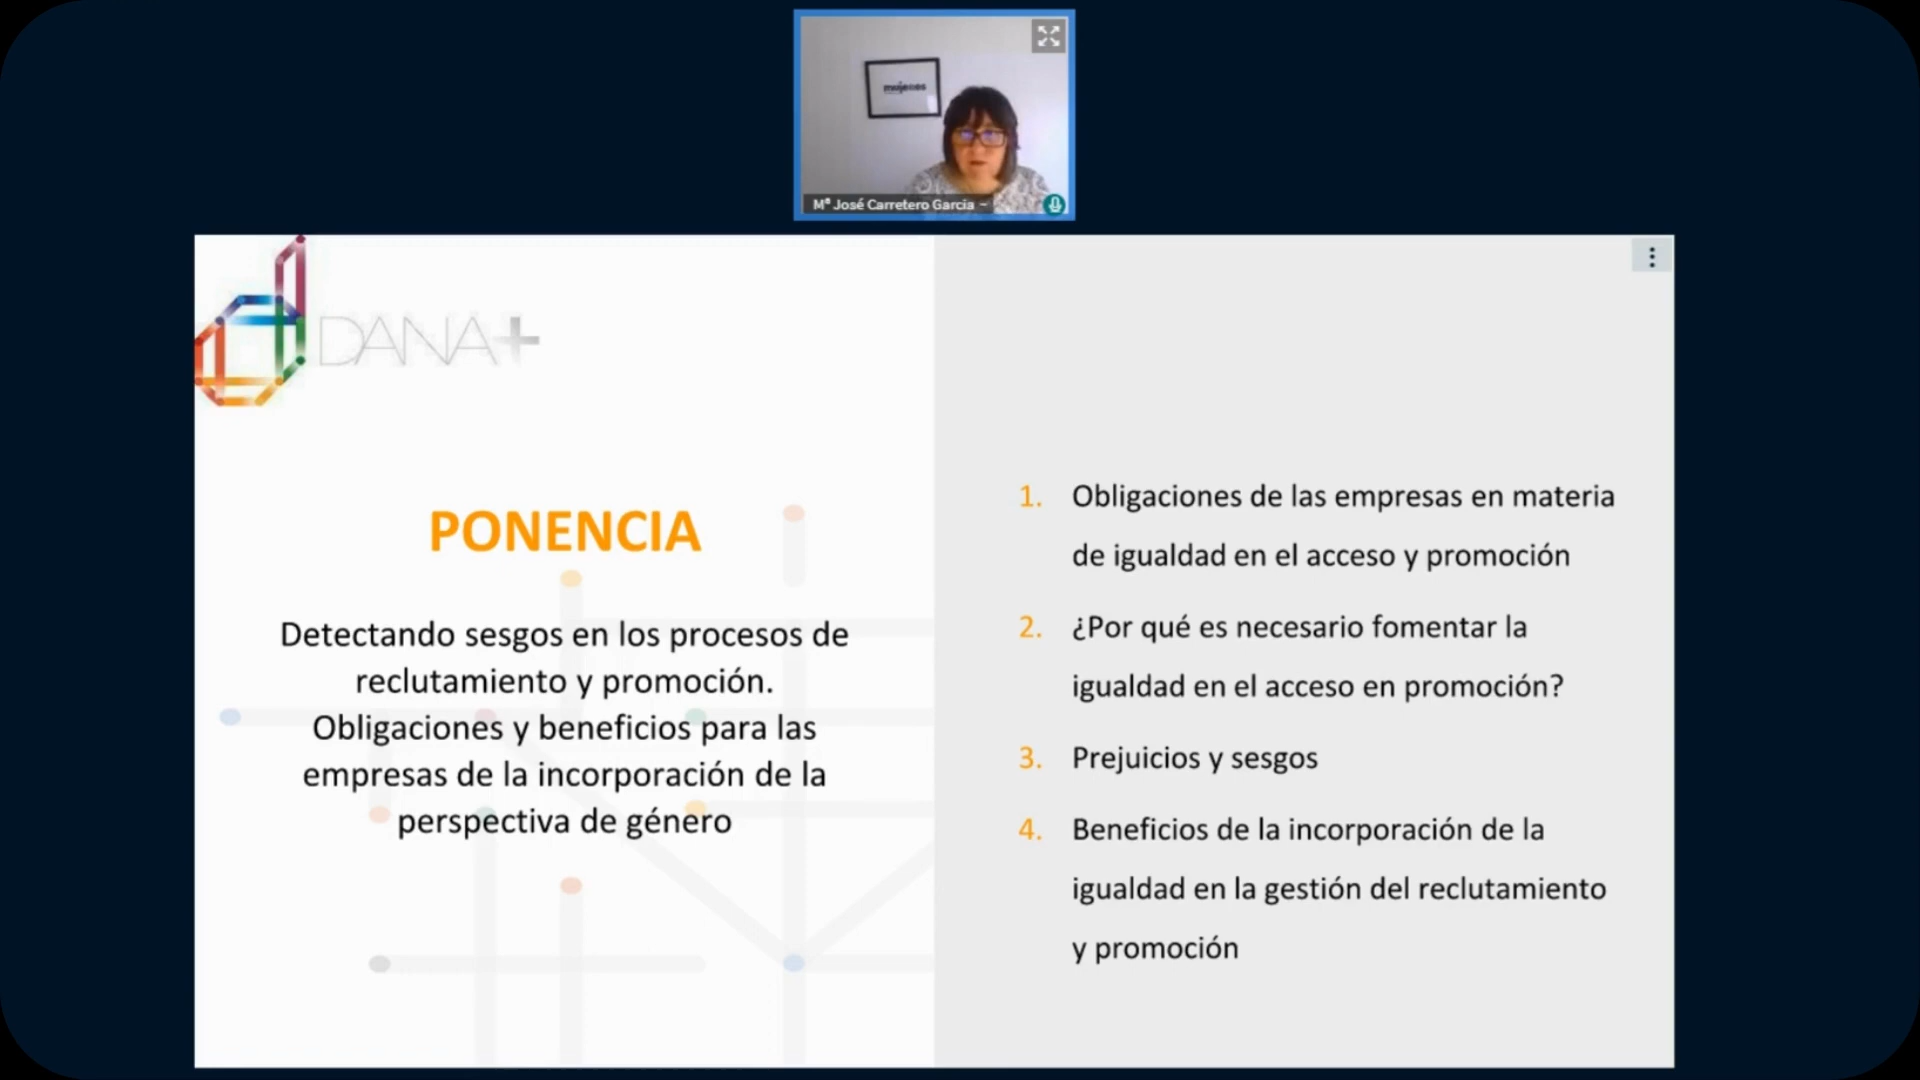 mujeres
Mª José Carretero Garcia
DANA+
PONENCIA
Detectando sesgos en los procesos de
reclutamiento y promoción.
Obligaciones y beneficios para las
empresas de la incorporación de la
perspectiva de género
1. Obligaciones de las empresas en materia
de igualdad en el acceso y promoción
2. ¿Por qué es necesario fomentar la
igualdad en el acceso en promoción?
3. Prejuicios y sesgos
4. Beneficios de la incorporación de la
igualdad en la gestión del reclutamiento
y promoción